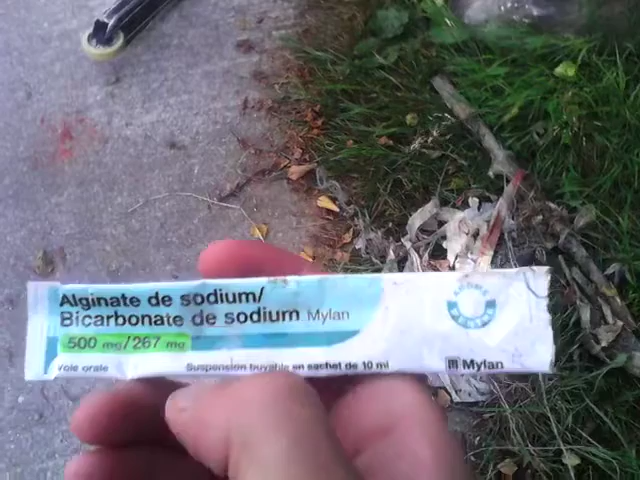 Alginate de sodium/
Bicarbonate de sodium Mylan
500 mg/267 mg
Voie orale
Suspension buvable en sachet de 10 ml
Mylan